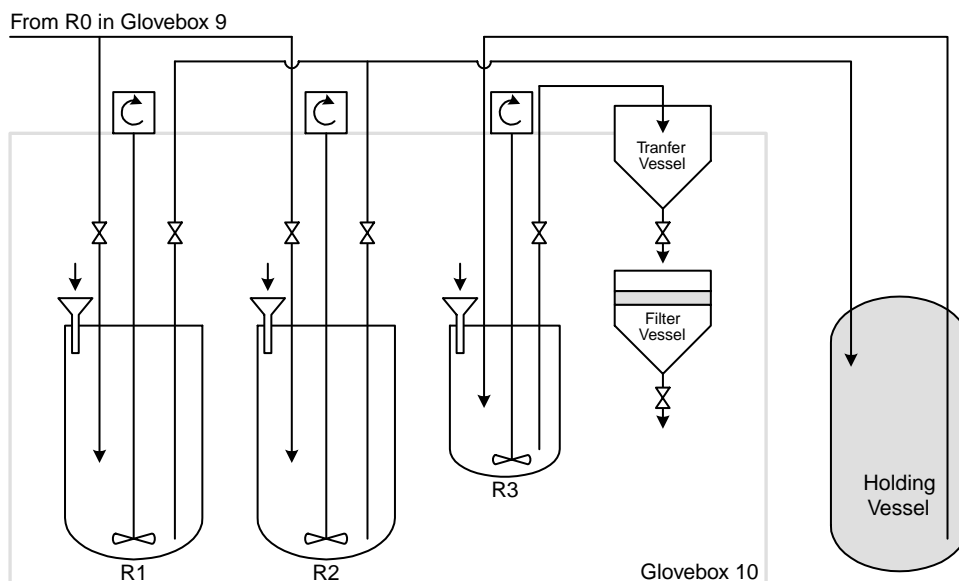 From R0 in Glovebox 9
Tranfer
Vessel
Filter
Vessel
Holding
Vessel
R3
R1
R2
Glovebox 10